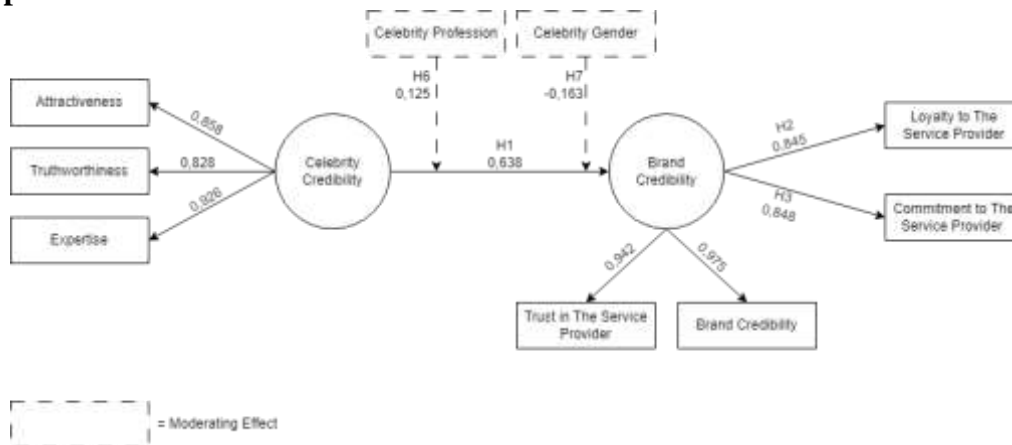 Celebrity Profession
Celebrity Gender
H6
0,125
H7
-0,163
Attractiveness
0,858
Truthworthiness
0,828
Expertise
0,926
Celebrity
Credibility
H1
0,638
Brand
Credibility
H2
0,845
Loyalty to The
Service Provider
H3
0,848
Commitment to The
Service Provider
0,942
0,975
Trust in The Service
Provider
Brand Credibility
= Moderating Effect